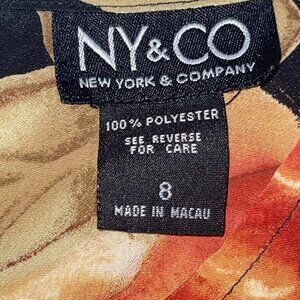 NY&CO
NEW YORK & COMPANY
100% POLYESTER
SEE REVERSE
FOR CARE
8
MADE IN MACAU